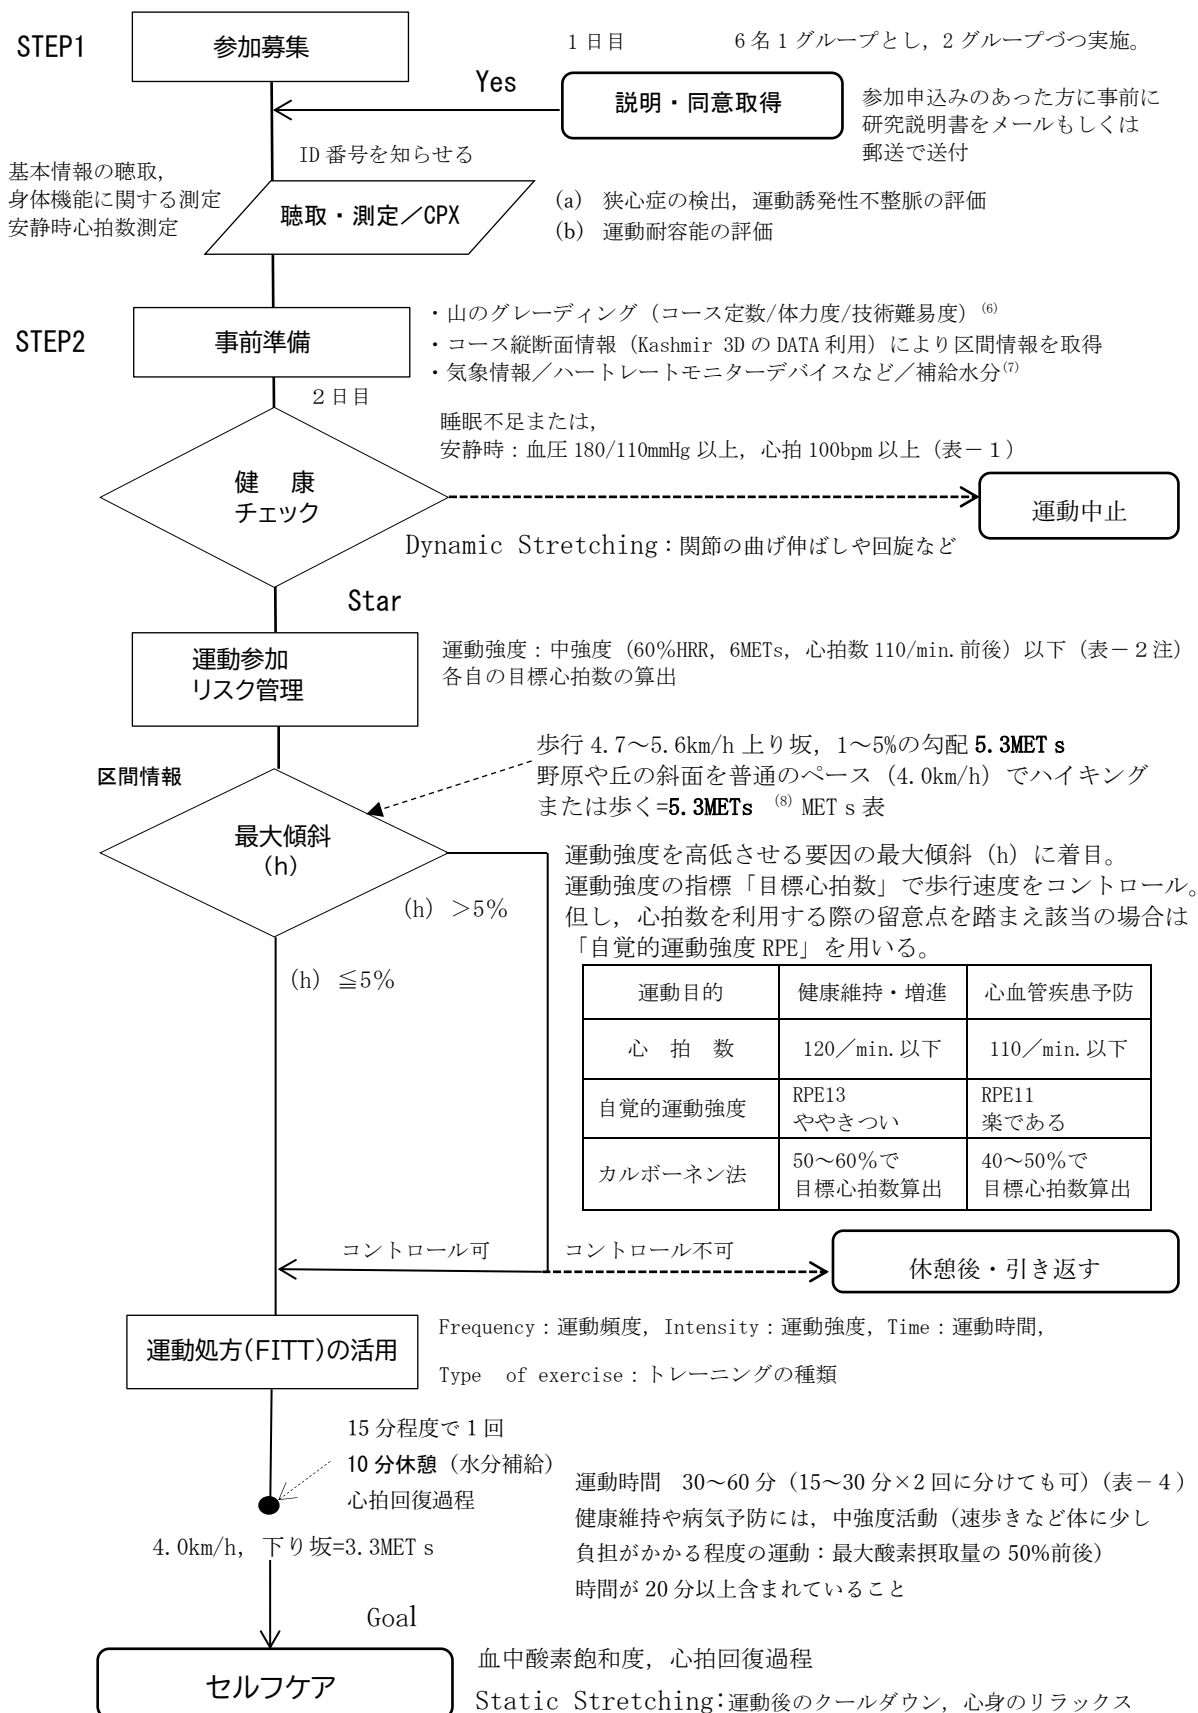 STEP1
参加募集
1日目　　6名1グループとし，2グループづつ実施。
Yes
説明・同意取得
参加申込みのあった方に事前に
研究説明書をメールもしくは
郵送で送付
ID番号を知らせる
基本情報の聴取，
身体機能に関する測定
安静時心拍数測定
聴取・測定／CPX
(a) 狭心症の検出，運動誘発性不整脈の評価
(b) 運動耐容能の評価
STEP2
事前準備
・山のグレーディング（コース定数/体力度/技術難易度）(6)
・コース縦断面情報（Kashmir 3DのDATA利用）により区間情報を取得
・気象情報／ハートレートモニターデバイスなど／補給水分(7)
2日目
睡眠不足または，
安静時：血圧180/110mmHg以上，心拍100bpm以上（表－1）
健　康
チェック
運動中止
Dynamic Stretching：関節の曲げ伸ばしや回旋など
Star
運動参加
リスク管理
運動強度：中強度（60%HRR，6METs，心拍数110/min.前後）以下（表－2注）
各自の目標心拍数の算出
歩行4.7～5.6km/h上り坂，1～5%の勾配 5.3METs
野原や丘の斜面を普通のペース（4.0km/h）でハイキング
または歩く=5.3METs (8) METs表
区間情報
最大傾斜
(h)
運動強度を高低させる要因の最大傾斜（h）に着目。
運動強度の指標「目標心拍数」で歩行速度をコントロール。
但し，心拍数を利用する際の留意点を踏まえ該当の場合は
「自覚的運動強度RPE」を用いる。
(h) ＞5%
(h) ≦5%
運動目的　健康維持・増進　心血管疾患予防
心　拍　数　120／min.以下　110／min.以下
自覚的運動強度　RPE13　RPE11
ややきつい　楽である
カルボーネン法　50～60%で　40～50%で
目標心拍数算出　目標心拍数算出
コントロール可　コントロール不可
休憩後・引き返す
運動処方(FITT)の活用
Frequency：運動頻度，Intensity：運動強度，Time：運動時間，
Type of exercise：トレーニングの種類
15分程度で1回
10分休憩（水分補給）
心拍回復過程
4.0km/h，下り坂=3.3METs
運動時間　30～60分（15～30分×2回に分けても可）（表－4）
健康維持や病気予防には，中強度活動（速歩きなど体に少し
負担がかかる程度の運動：最大酸素摂取量の50%前後）
時間が20分以上含まれていること
Goal
セルフケア
血中酸素飽和度，心拍回復過程
Static Stretching：運動後のクールダウン，心身のリラックス